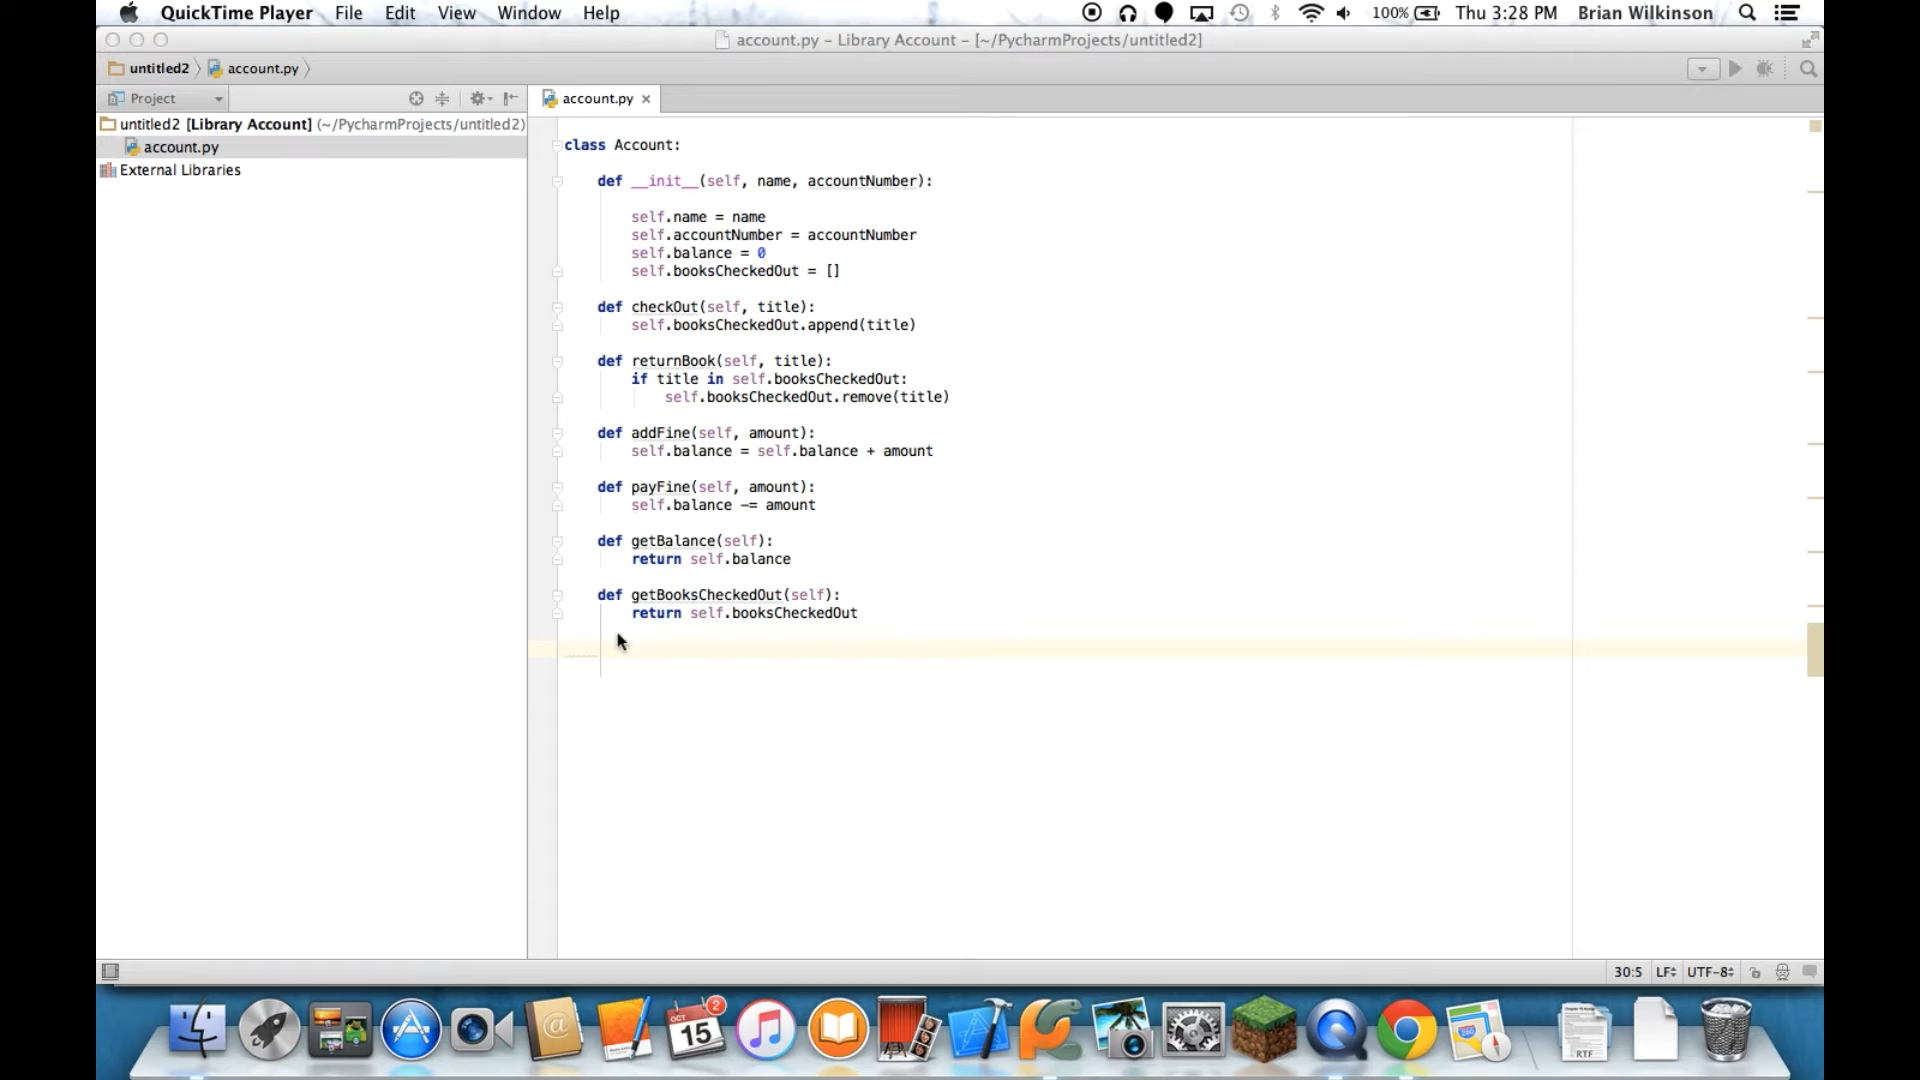 QuickTime Player File Edit View Window Help 100% Thu 3:28 PM Brian Wilkinson
account.py – Library Account – [~/PycharmProjects/untitled2]
untitled2 account.py
Project
account.py
untitled2 [Library Account] (~/PycharmProjects/untitled2)
account.py
External Libraries
class Account:
def __init__(self, name, accountNumber):
self.name = name
self.accountNumber = accountNumber
self.balance = 0
self.booksCheckedOut = []
def checkOut(self, title):
self.booksCheckedOut.append(title)
def returnBook(self, title):
if title in self.booksCheckedOut:
self.booksCheckedOut.remove(title)
def addFine(self, amount):
self.balance = self.balance + amount
def payFine(self, amount):
self.balance -= amount
def getBalance(self):
return self.balance
def getBooksCheckedOut(self):
return self.booksCheckedOut
30:5 LF UTF-8
OCT
15
2
RTF